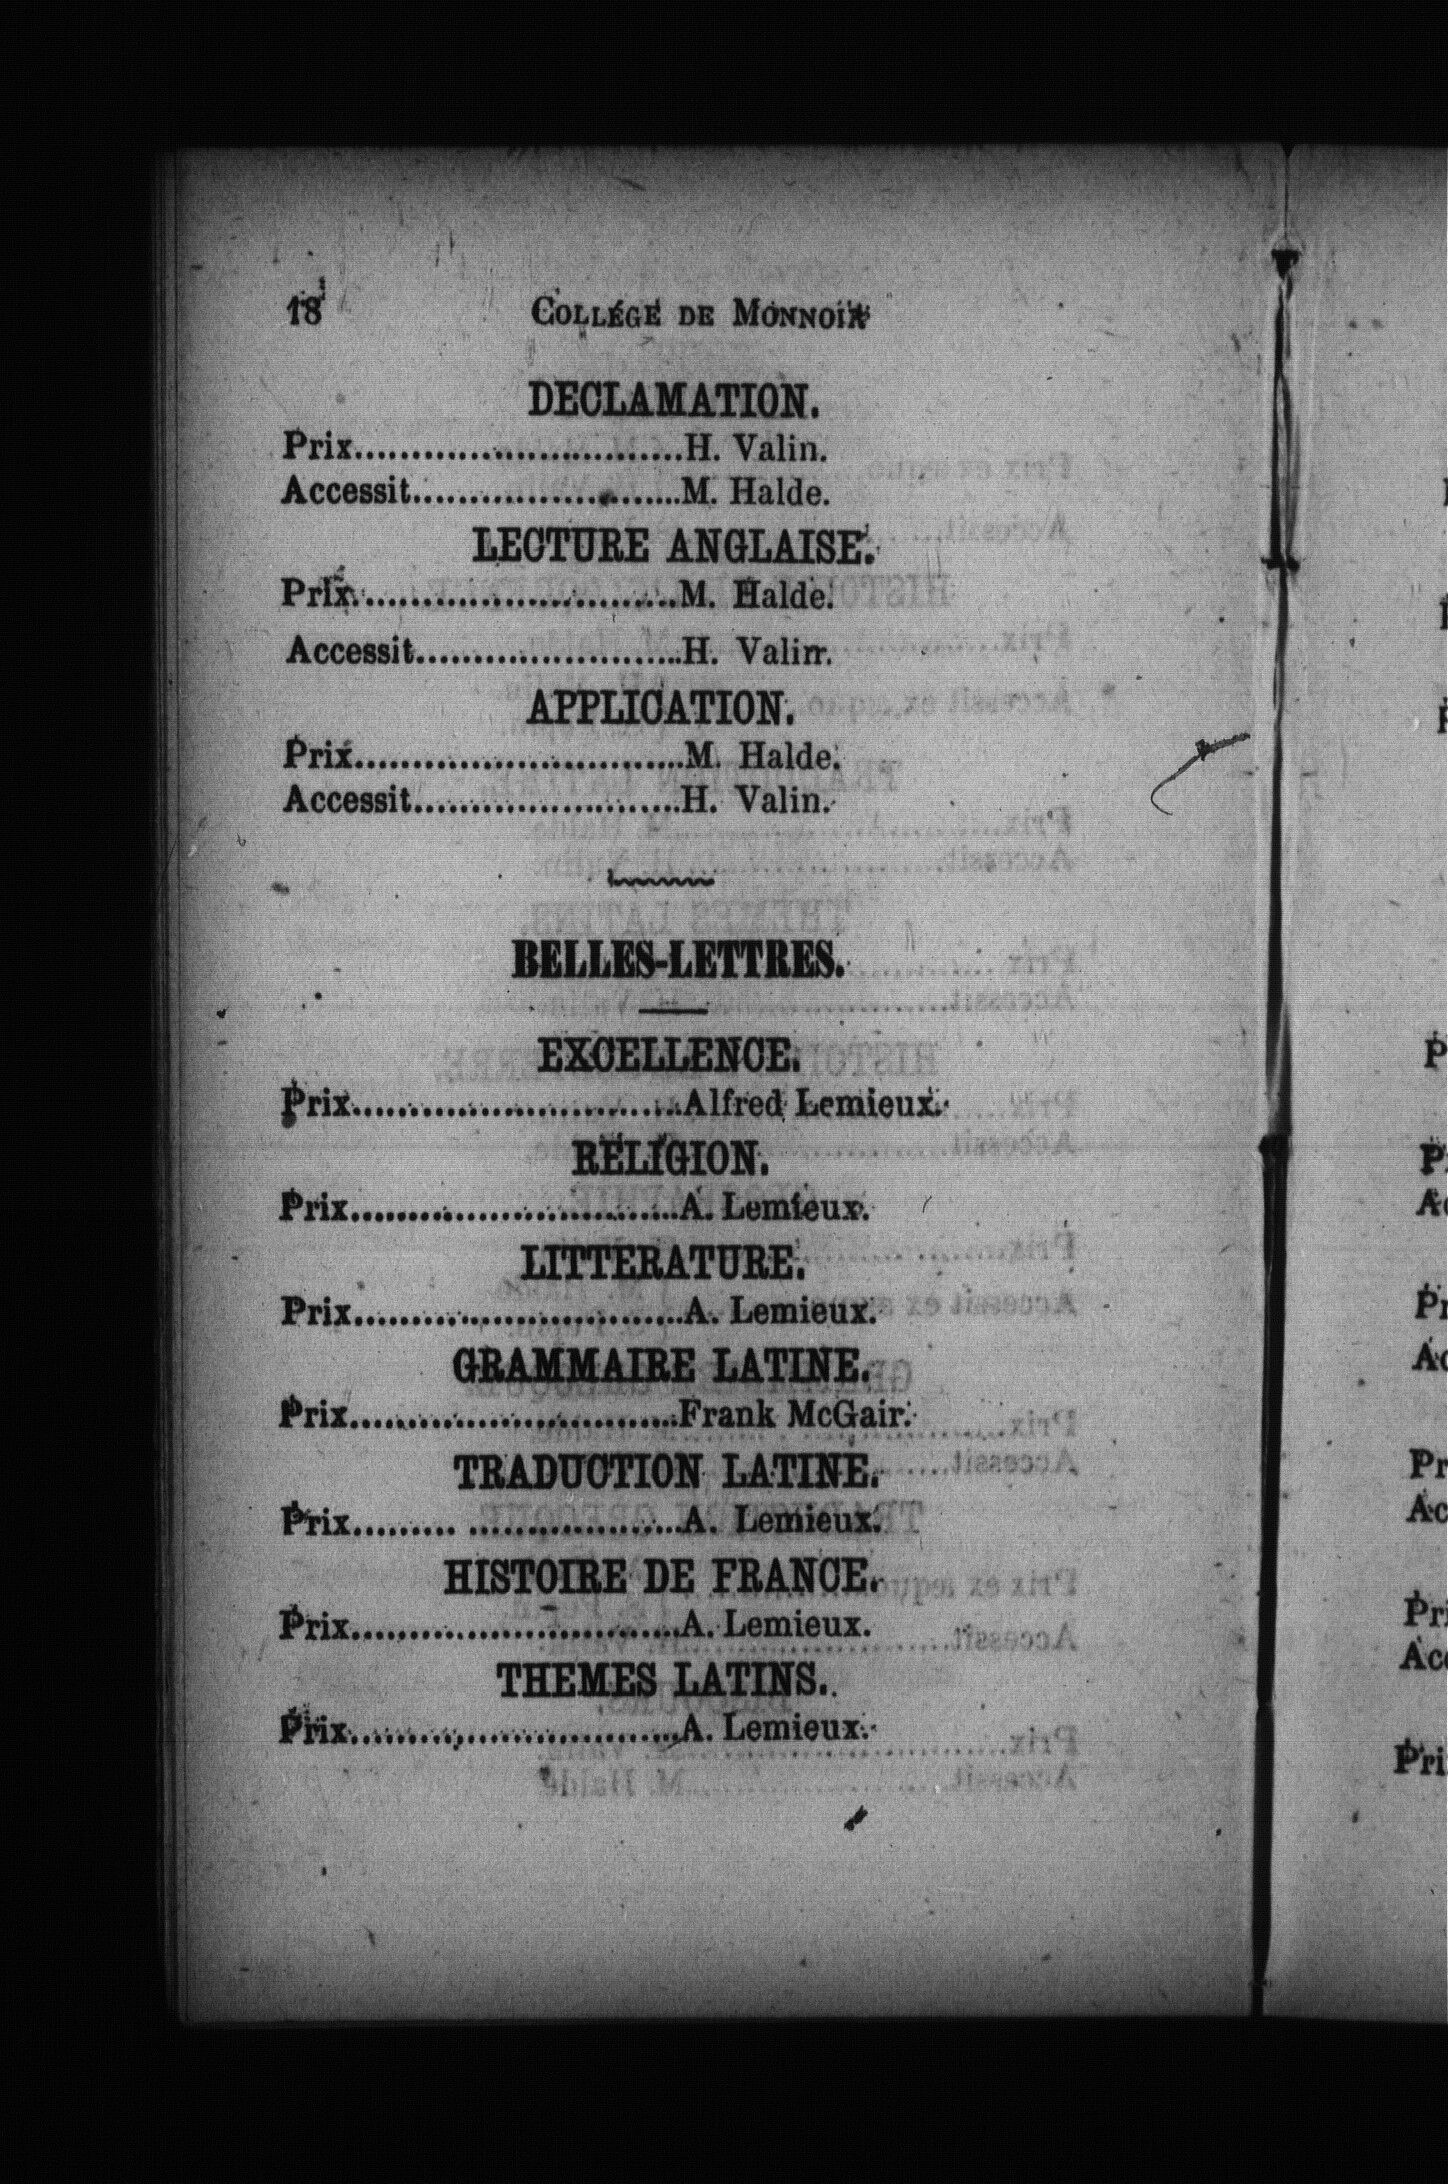 18 COLLÉGE DE MONNOIR
DECLAMATION.
Prix............................H. Valin.
Accessit.......................M. Halde.
LECTURE ANGLAISE.
Prix............................M. Halde.
Accessit.......................H. Valin.
APPLICATION.
Prix............................M. Halde.
Accessit.......................H. Valin.
BELLES-LETTRES.
EXCELLENCE.
Prix............................Alfred Lemieux.
RELIGION.
Prix............................A. Lemieux.
LITTERATURE.
Prix............................A. Lemieux.
GRAMMAIRE LATINE.
Prix............................Frank McGair.
TRADUCTION LATINE.
Prix......... ..................A. Lemieux.
HISTOIRE DE FRANCE.
Prix............................A. Lemieux.
THEMES LATINS.
Prix............................A. Lemieux.